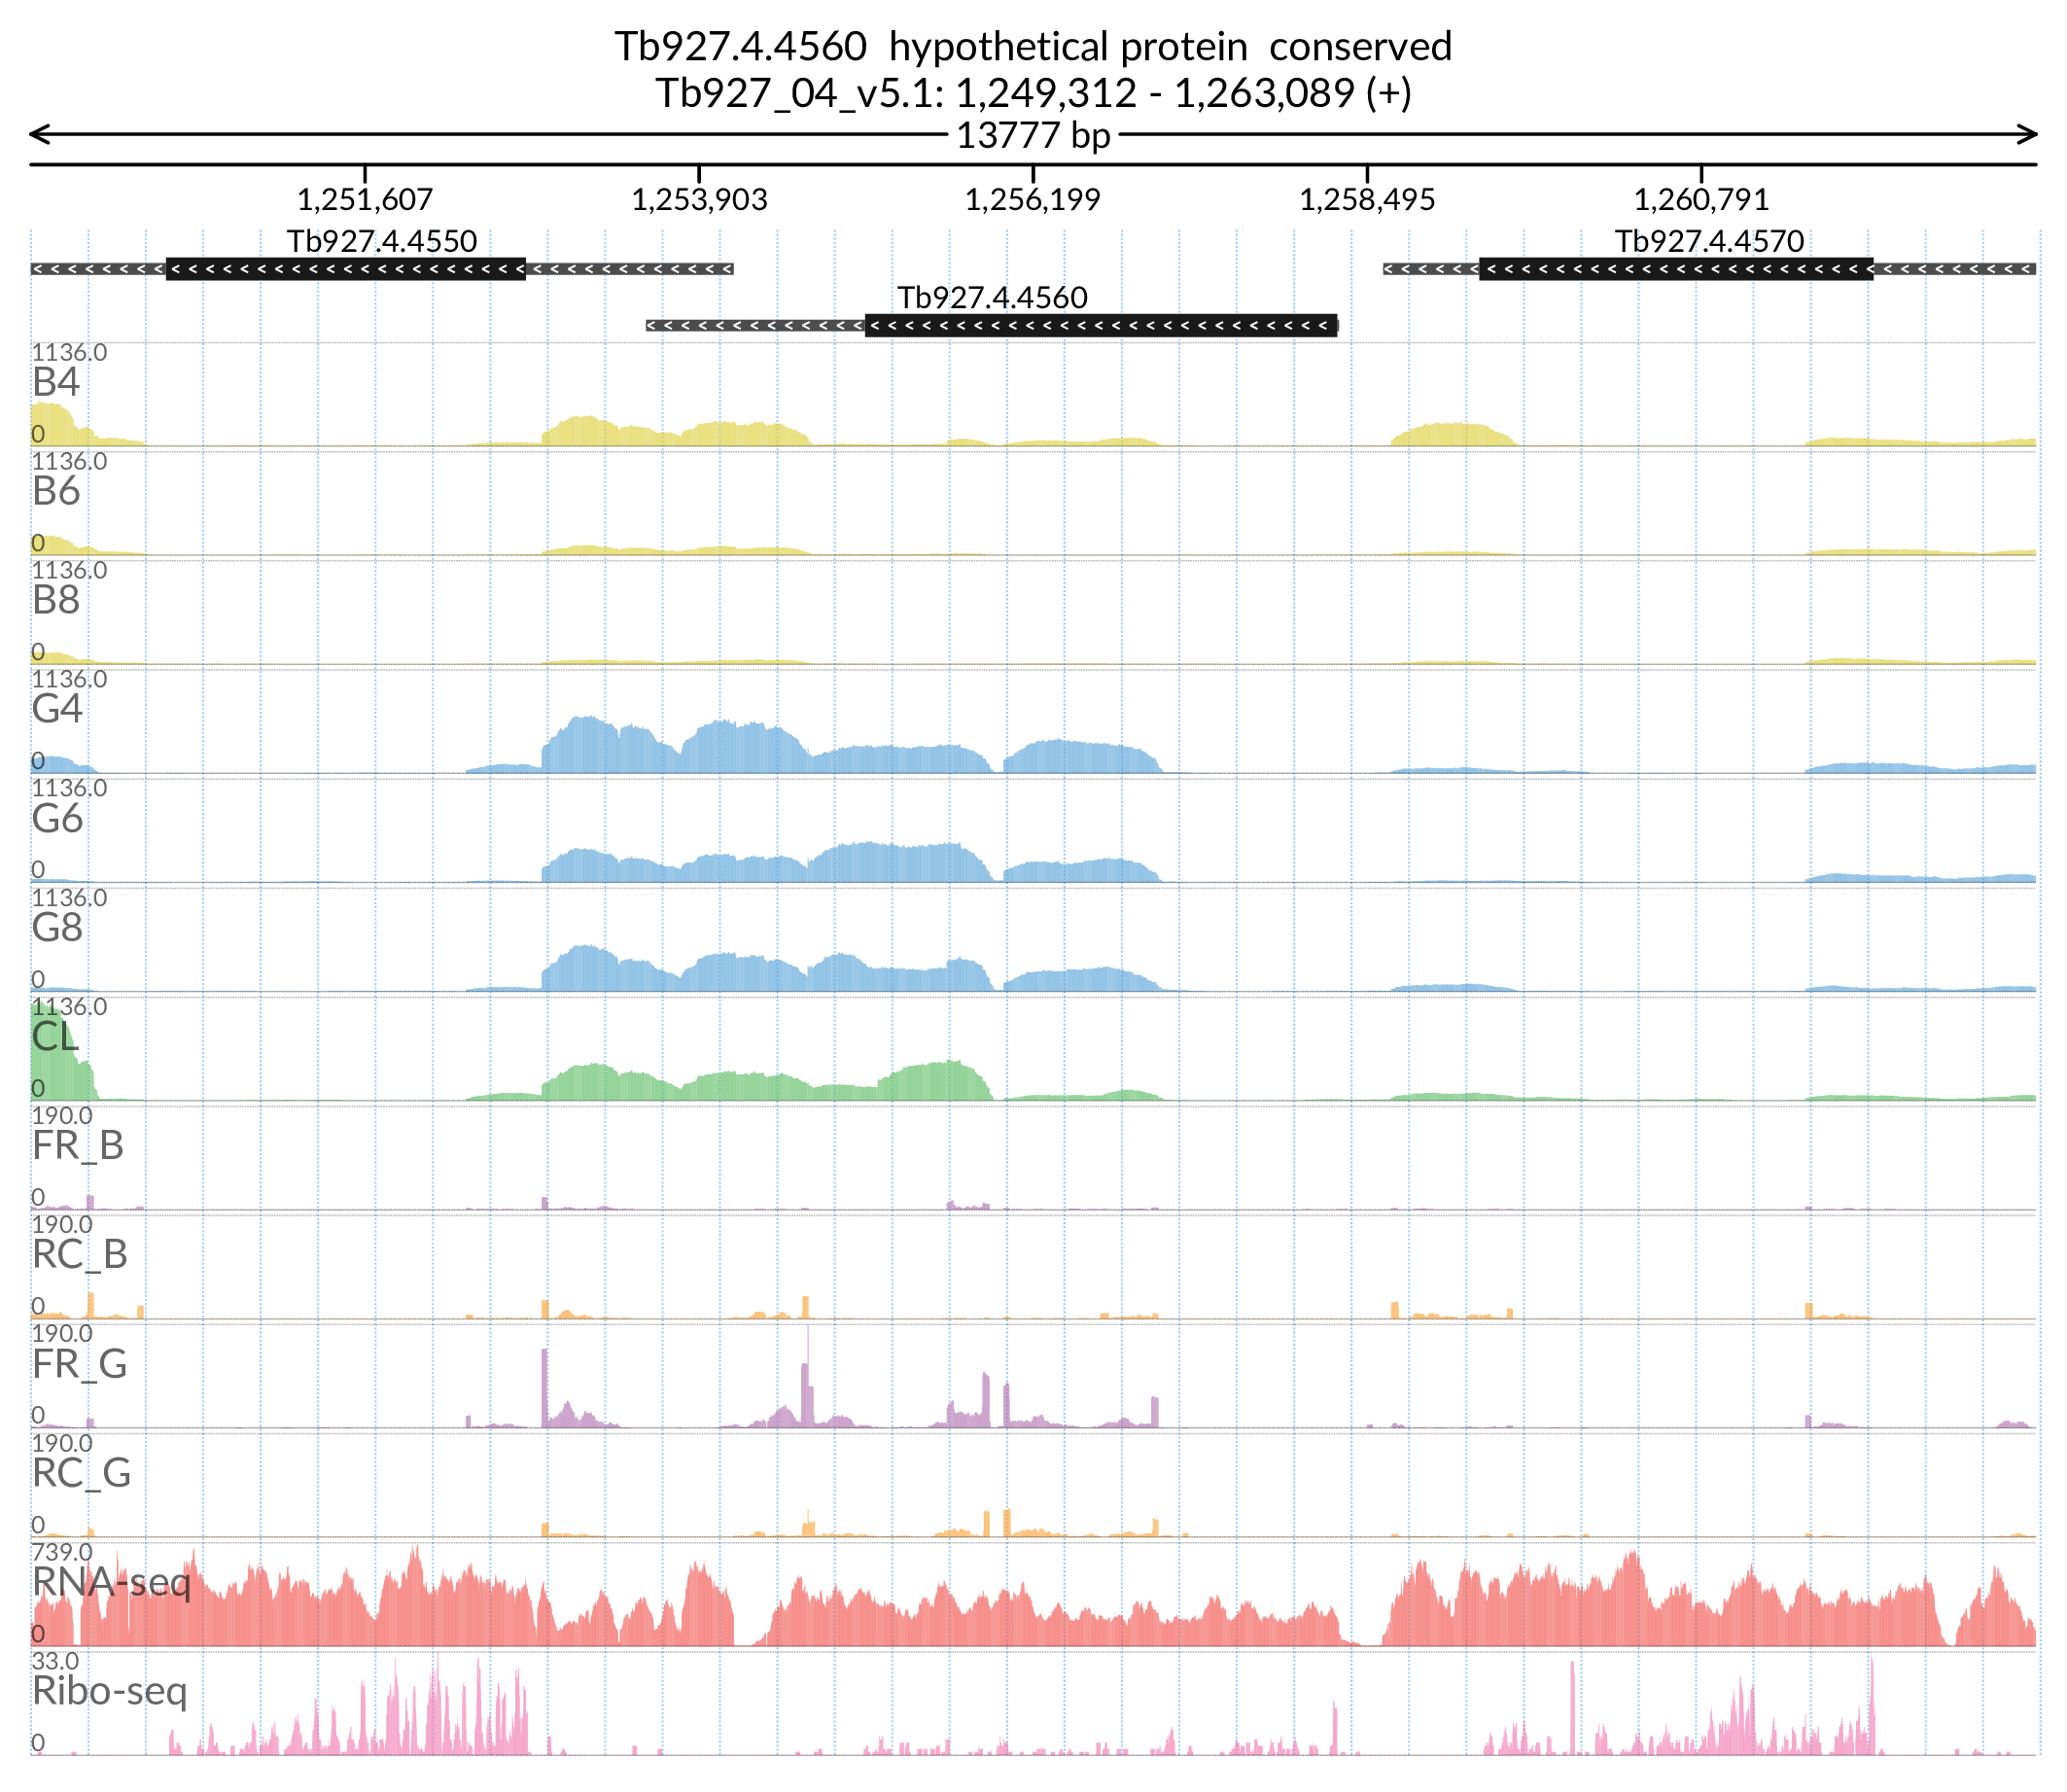 Tb927.4.4560 hypothetical protein conserved
Tb927_04_v5.1: 1,249,312 - 1,263,089 (+)
13777 bp
1,251,607 1,253,903 1,256,199 1,258,495 1,260,791
Tb927.4.4550 Tb927.4.4570
Tb927.4.4560
1136.0
B4
0
1136.0
B6
0
1136.0
B8
0
1136.0
G4
0
1136.0
G6
0
1136.0
G8
0
1136.0
CL
0
190.0
FR_B
0
190.0
RC_B
0
190.0
FR_G
0
190.0
RC_G
0
739.0
RNA-seq
0
33.0
Ribo-seq
0